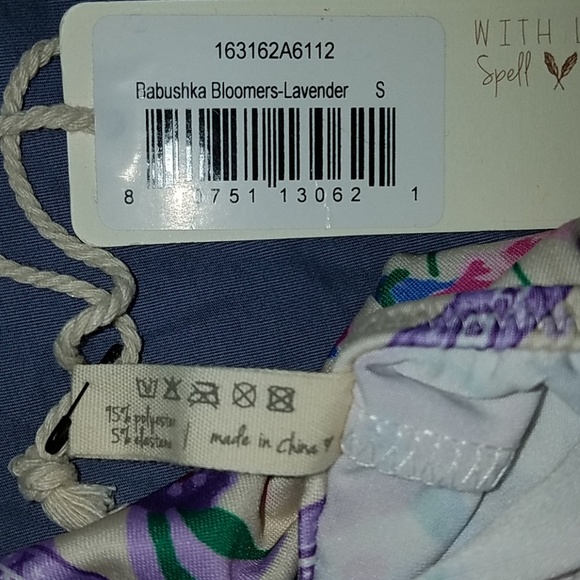 163162A6112
Babushka Bloomers-Lavender S
WITH L
Spell
8 0751 13062 1
95% polyester
5% elastane / made in China